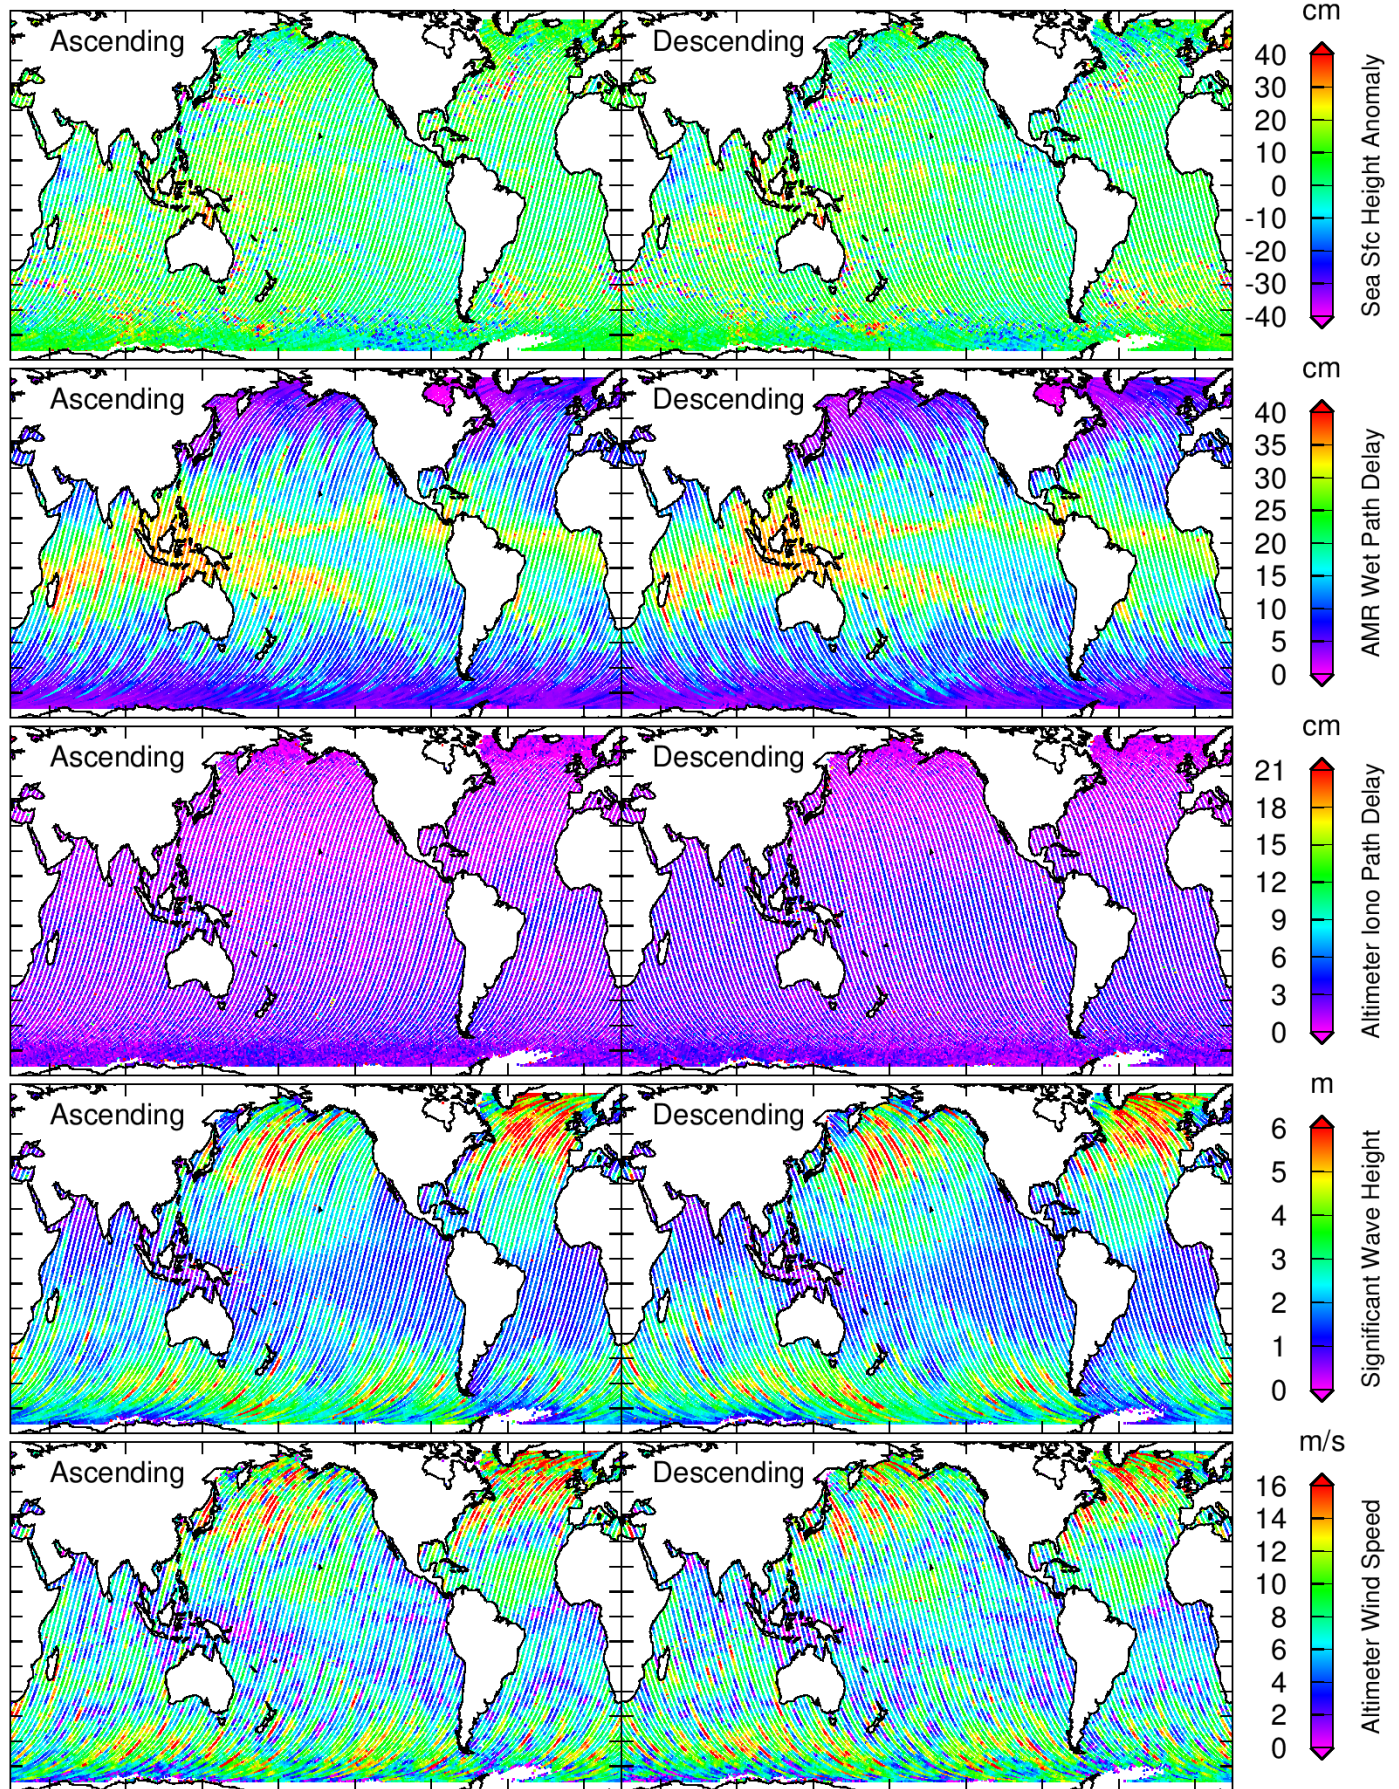 Ascending
Descending
cm
40
30
20
10
0
-10
-20
-30
-40
Sea Sfc Height Anomaly
Ascending
Descending
cm
40
35
30
25
20
15
10
5
0
AMR Wet Path Delay
Ascending
Descending
cm
21
18
15
12
9
6
3
0
Altimeter Iono Path Delay
Ascending
Descending
m
6
5
4
3
2
1
0
Significant Wave Height
Ascending
Descending
m/s
16
14
12
10
8
6
4
2
0
Altimeter Wind Speed